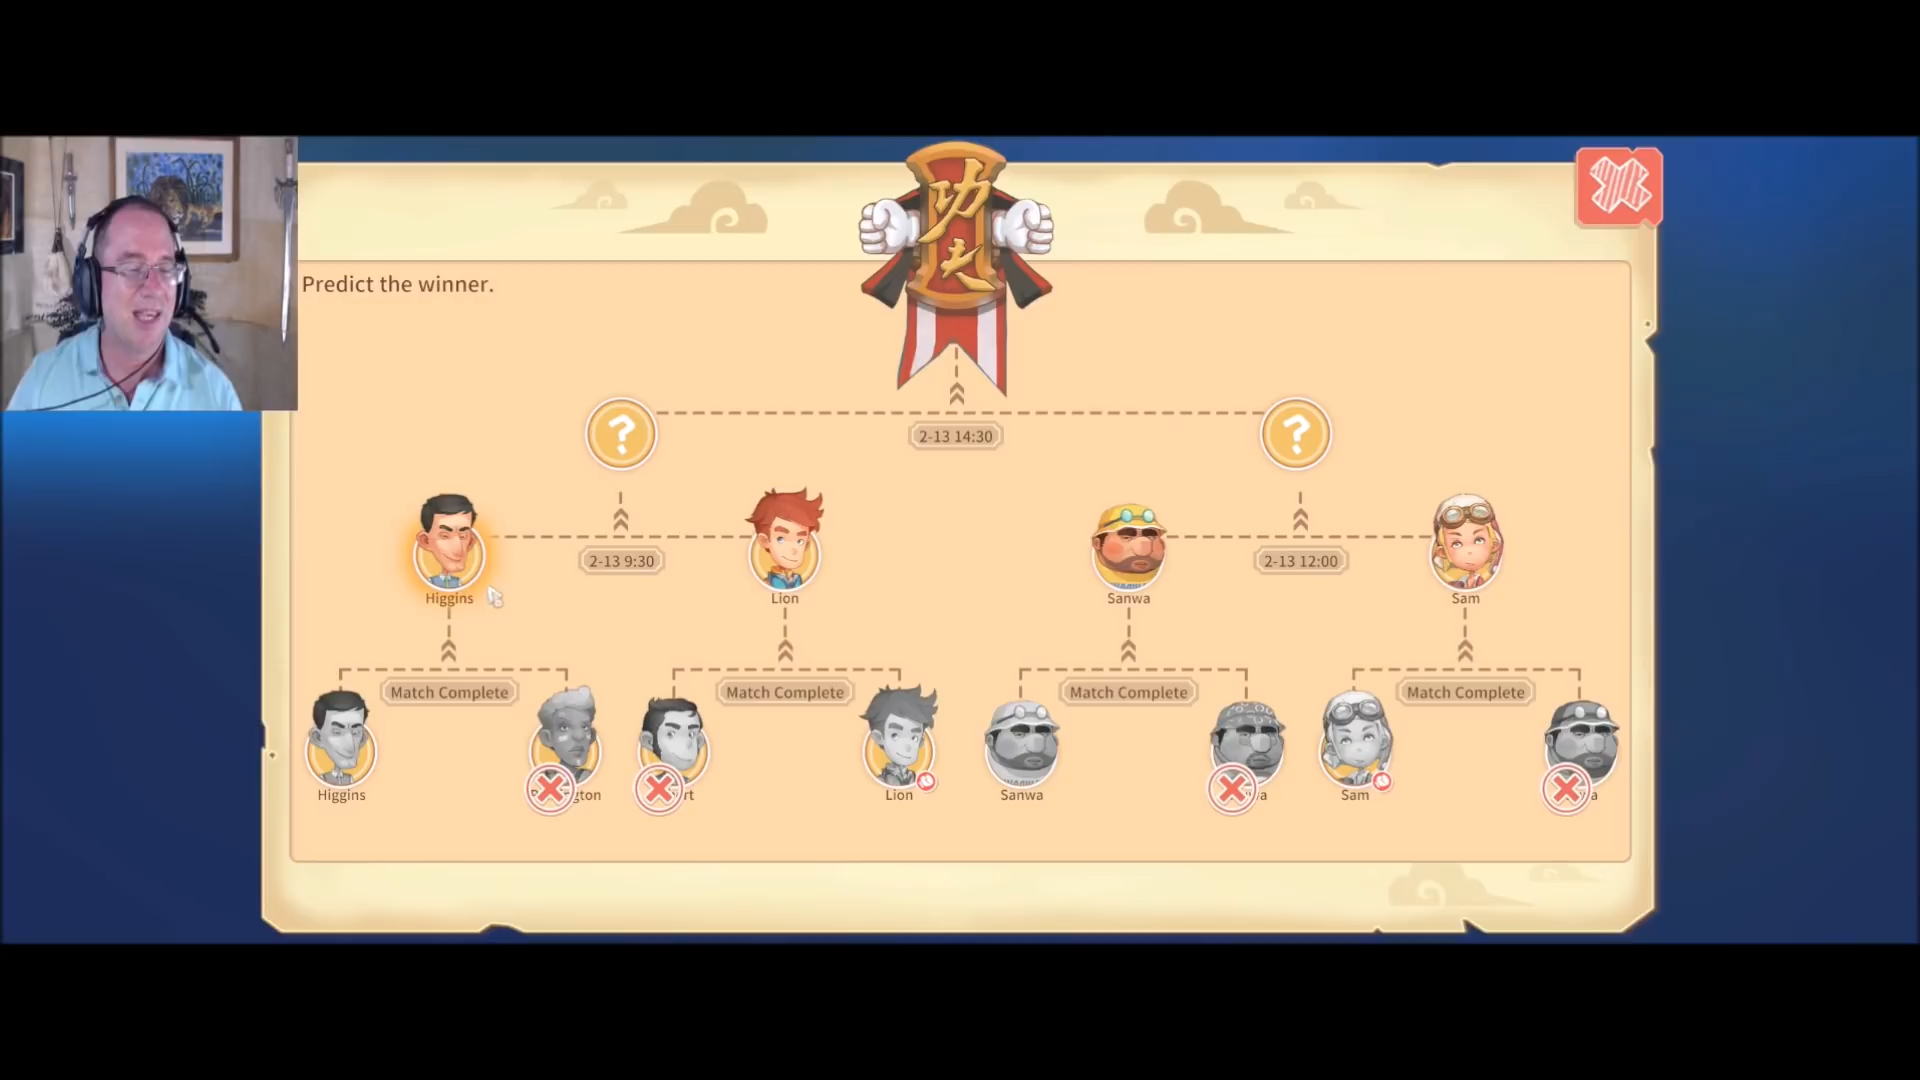 功
夫
Predict the winner.
2-13 14:30
2-13 9:30
2-13 12:00
Higgins
Lion
Sanwa
Sam
Match Complete
Match Complete
Match Complete
Match Complete
Higgins
Lion
Sanwa
Sam